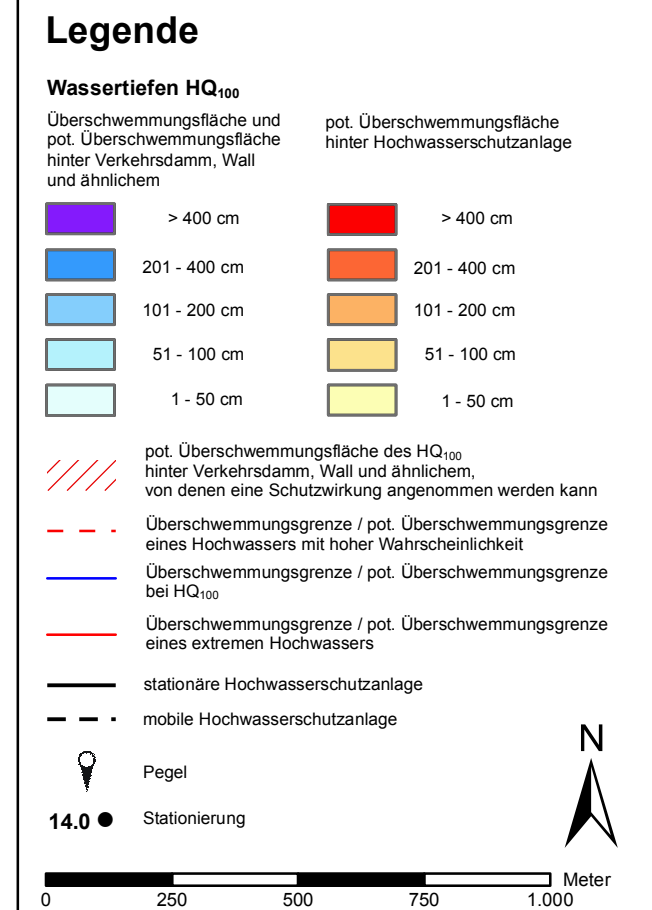 Legende
Wassertiefen HQ100
Überschwemmungsfläche und
pot. Überschwemmungsfläche
hinter Verkehrsdamm, Wall
und ähnlichem
pot. Überschwemmungsfläche
hinter Hochwasserschutzanlage
> 400 cm
> 400 cm
201 - 400 cm
201 - 400 cm
101 - 200 cm
101 - 200 cm
51 - 100 cm
51 - 100 cm
1 - 50 cm
1 - 50 cm
pot. Überschwemmungsfläche des HQ100
hinter Verkehrsdamm, Wall und ähnlichem,
von denen eine Schutzwirkung angenommen werden kann
Überschwemmungsgrenze / pot. Überschwemmungsgrenze
eines Hochwassers mit hoher Wahrscheinlichkeit
Überschwemmungsgrenze / pot. Überschwemmungsgrenze
bei HQ100
Überschwemmungsgrenze / pot. Überschwemmungsgrenze
eines extremen Hochwassers
stationäre Hochwasserschutzanlage
mobile Hochwasserschutzanlage
N
Pegel
14.0 Stationierung
Meter
0 250 500 750 1.000